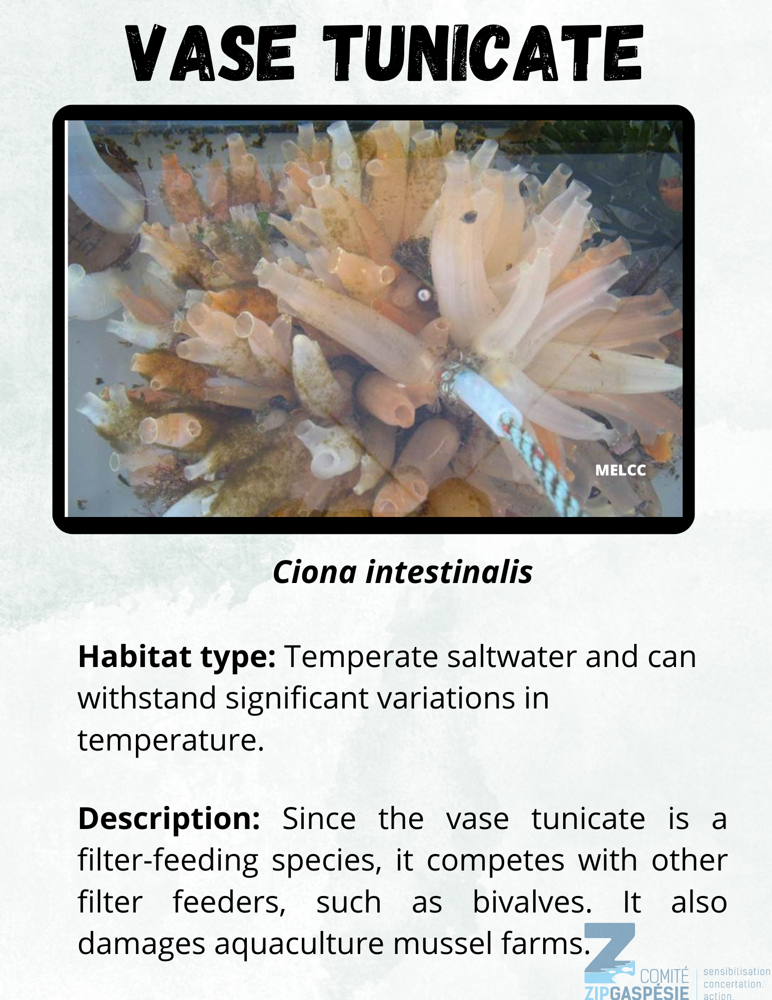 VASE TUNICATE
MELCC
Ciona intestinalis
Habitat type: Temperate saltwater and can
withstand significant variations in
temperature.
Description: Since the vase tunicate is a
filter-feeding species, it competes with other
filter feeders, such as bivalves. It also
damages aquaculture mussel farms.
Z
COMITÉ
ZIPGASPÉSIE
sensibilisation
concertation.
action.